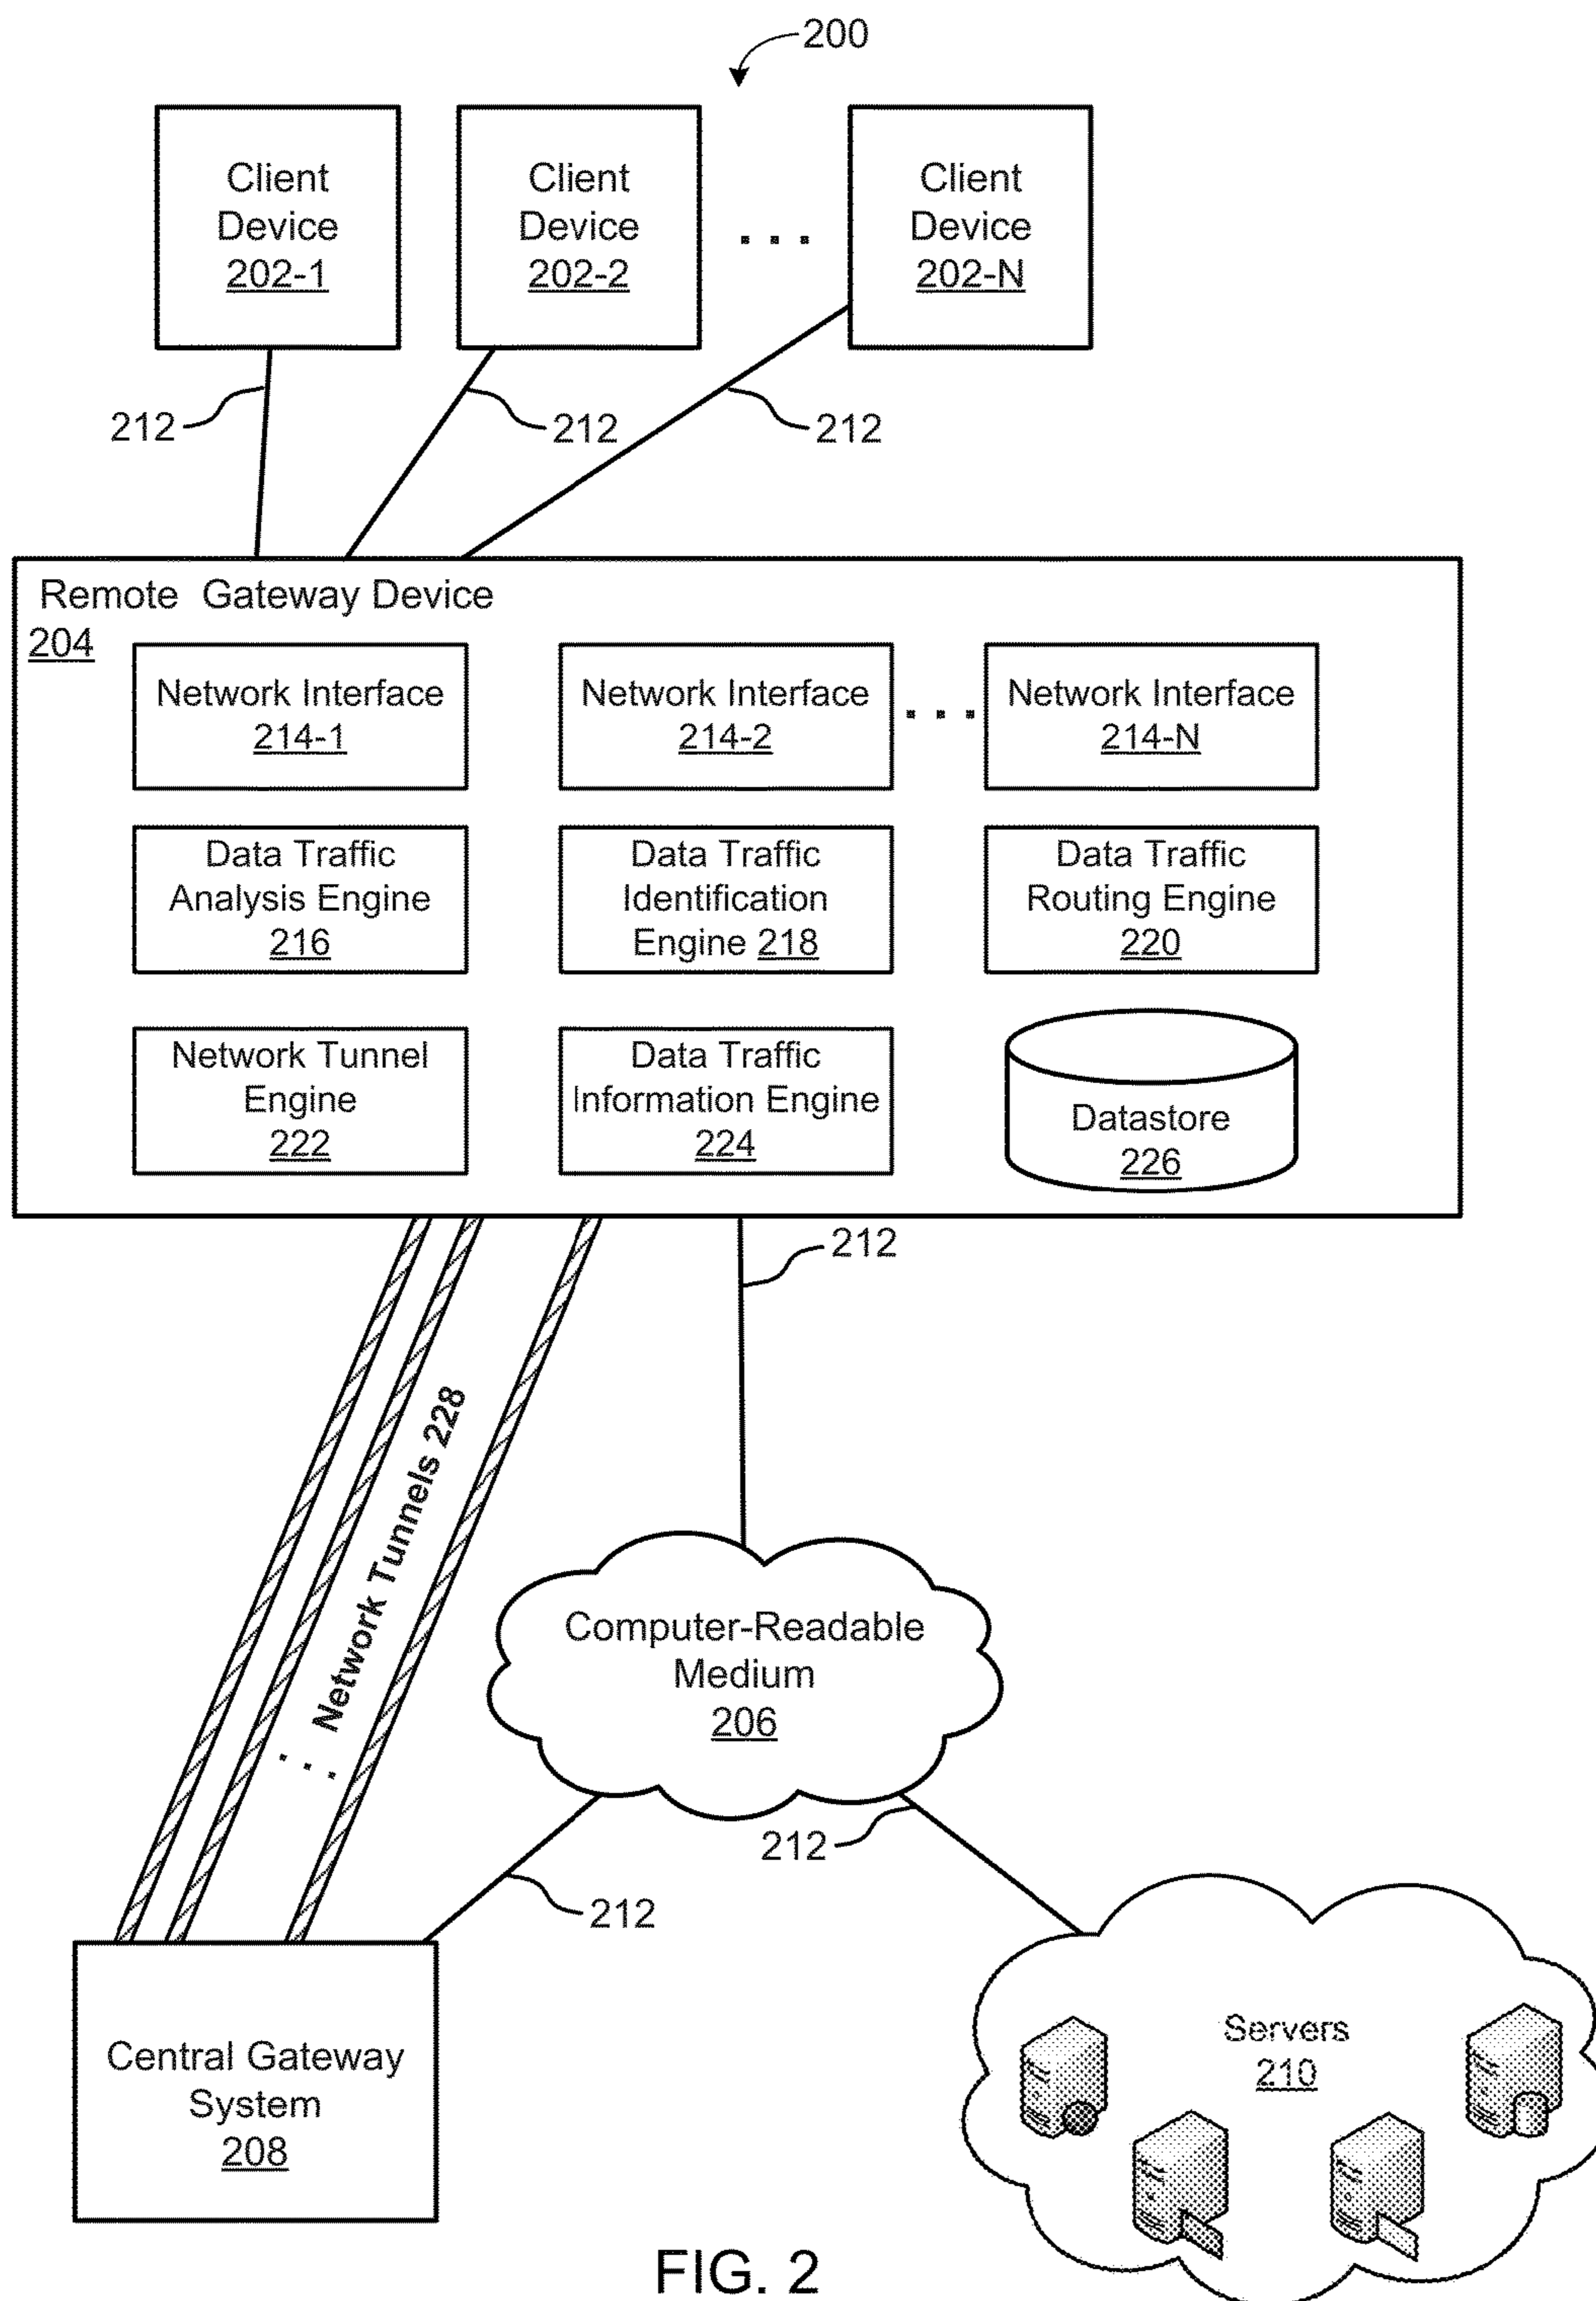 200
Client
Device
202-1
Client
Device
202-2
. . .
Client
Device
202-N
212
212
212
Remote Gateway Device
204
Network Interface
214-1
Network Interface
214-2
. . .
Network Interface
214-N
Data Traffic
Analysis Engine
216
Data Traffic
Identification
Engine 218
Data Traffic
Routing Engine
220
Network Tunnel
Engine
222
Data Traffic
Information Engine
224
Datastore
226
212
Network Tunnels 228
. . .
Computer-Readable
Medium
206
212
212
Central Gateway
System
208
Servers
210
FIG. 2